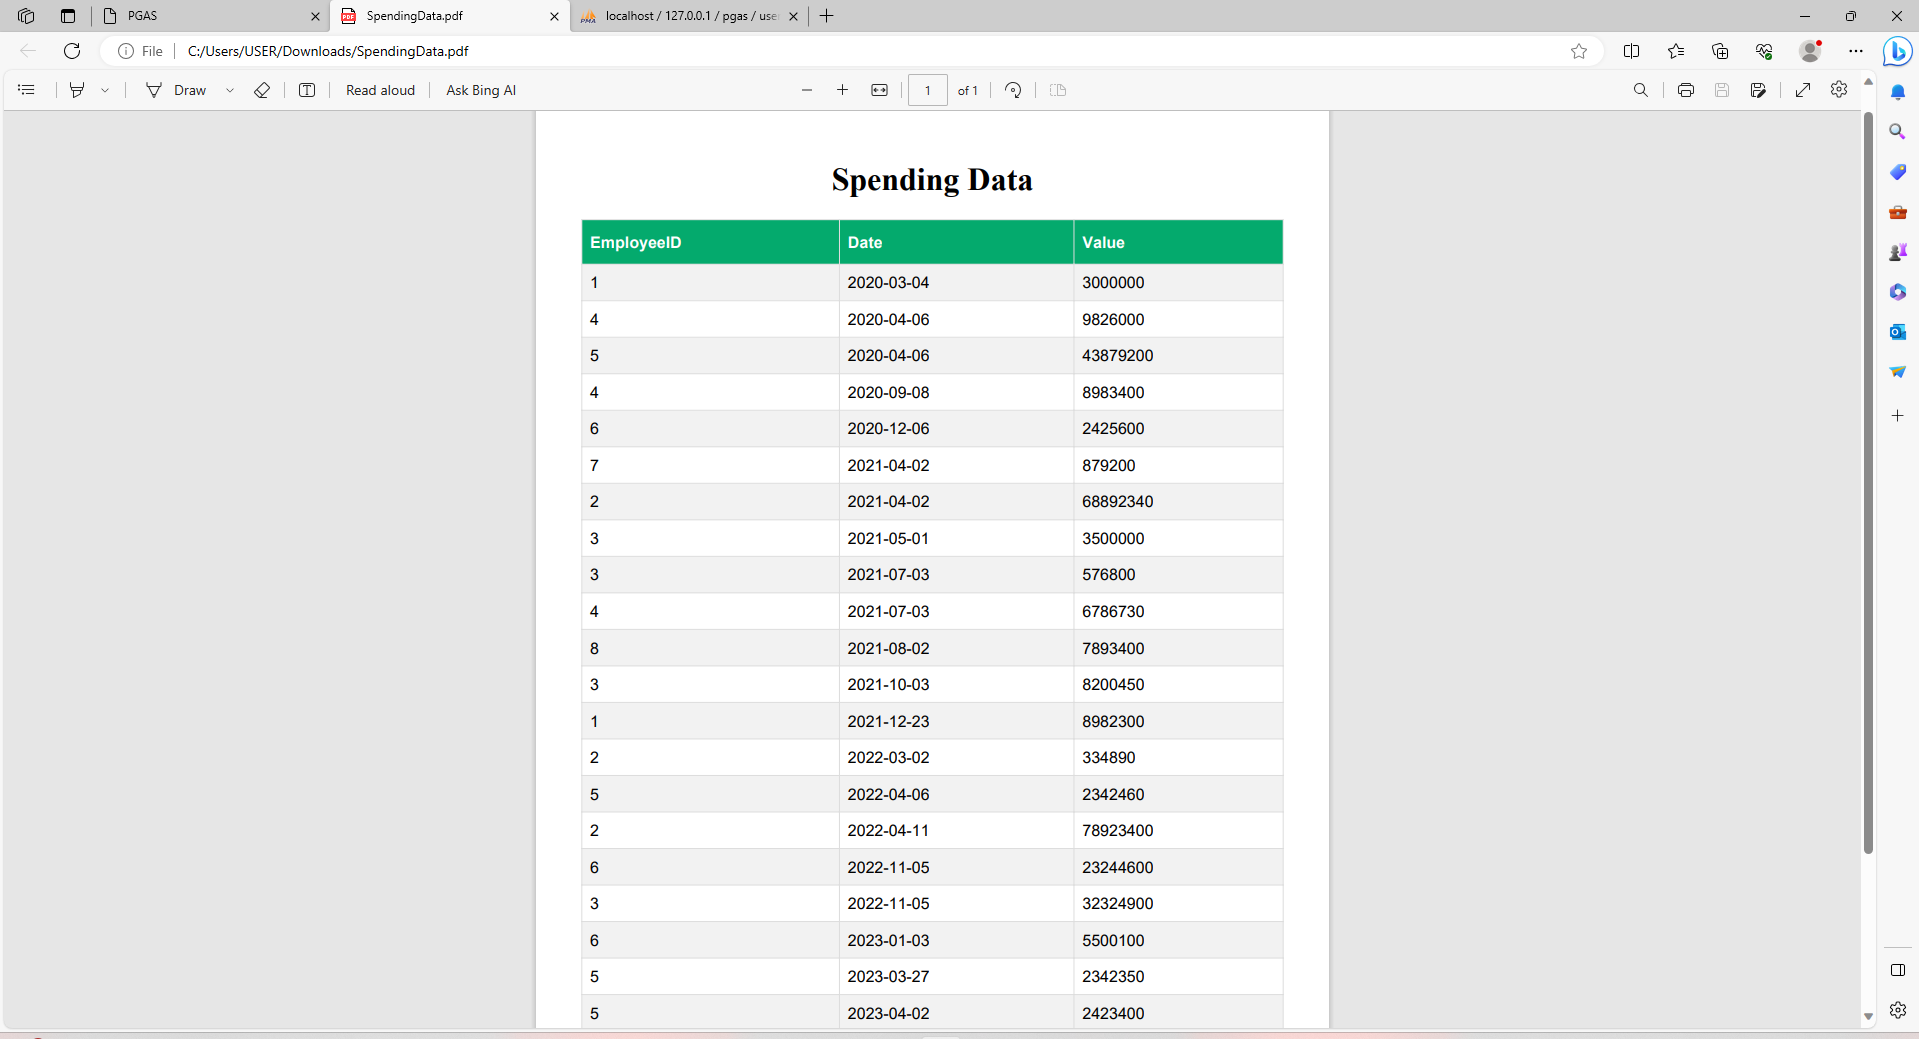 PGAS
SpendingData.pdf
localhost / 127.0.0.1 / pgas / use
File
C:/Users/USER/Downloads/SpendingData.pdf
Draw
Read aloud
Ask Bing AI
1 of 1
Spending Data
EmployeeID Date Value
1 2020-03-04 3000000
4 2020-04-06 9826000
5 2020-04-06 43879200
4 2020-09-08 8983400
6 2020-12-06 2425600
7 2021-04-02 879200
2 2021-04-02 68892340
3 2021-05-01 3500000
3 2021-07-03 576800
4 2021-07-03 6786730
8 2021-08-02 7893400
3 2021-10-03 8200450
1 2021-12-23 8982300
2 2022-03-02 334890
5 2022-04-06 2342460
2 2022-04-11 78923400
6 2022-11-05 23244600
3 2022-11-05 32324900
6 2023-01-03 5500100
5 2023-03-27 2342350
5 2023-04-02 2423400